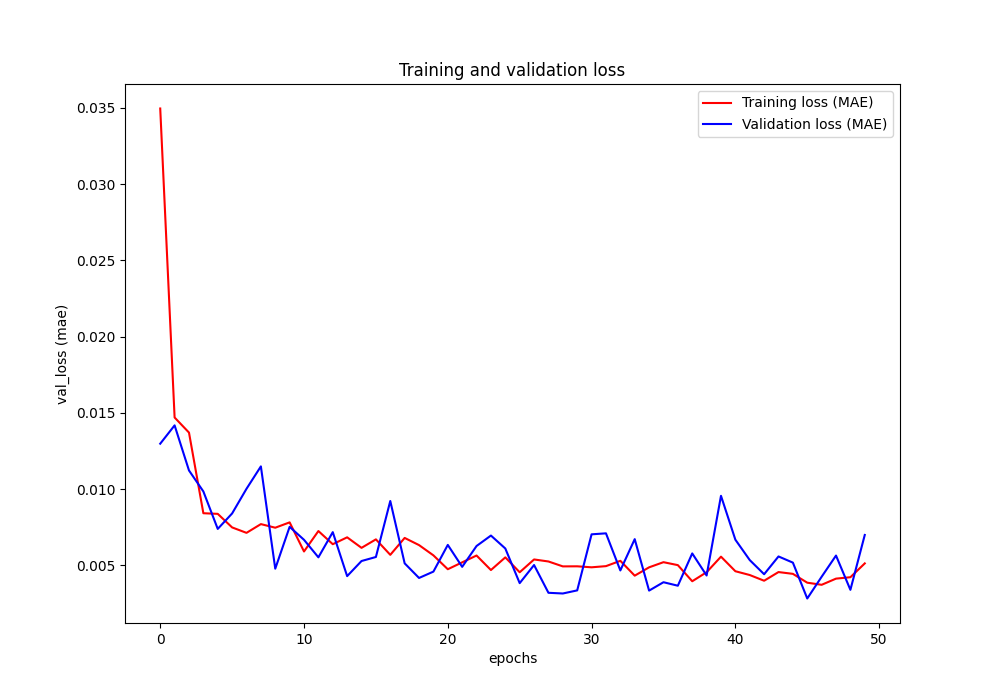 Training and validation loss
Training loss (MAE)
Validation loss (MAE)
0.035
0.030
0.025
0.020
0.015
0.010
0.005
val_loss (mae)
0
10
20
30
40
50
epochs